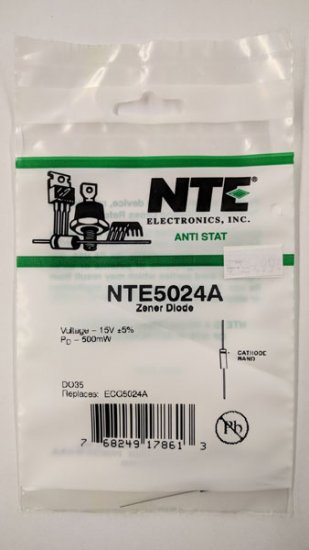 NTE®
ELECTRONICS, INC.
ANTI STAT
NTE5024A
Zener Diode
Voltage - 15V ±5%
PD - 500mW
CATHODE
BAND
DO35
Replaces: ECG5024A
7 68249 17861 3
Pb